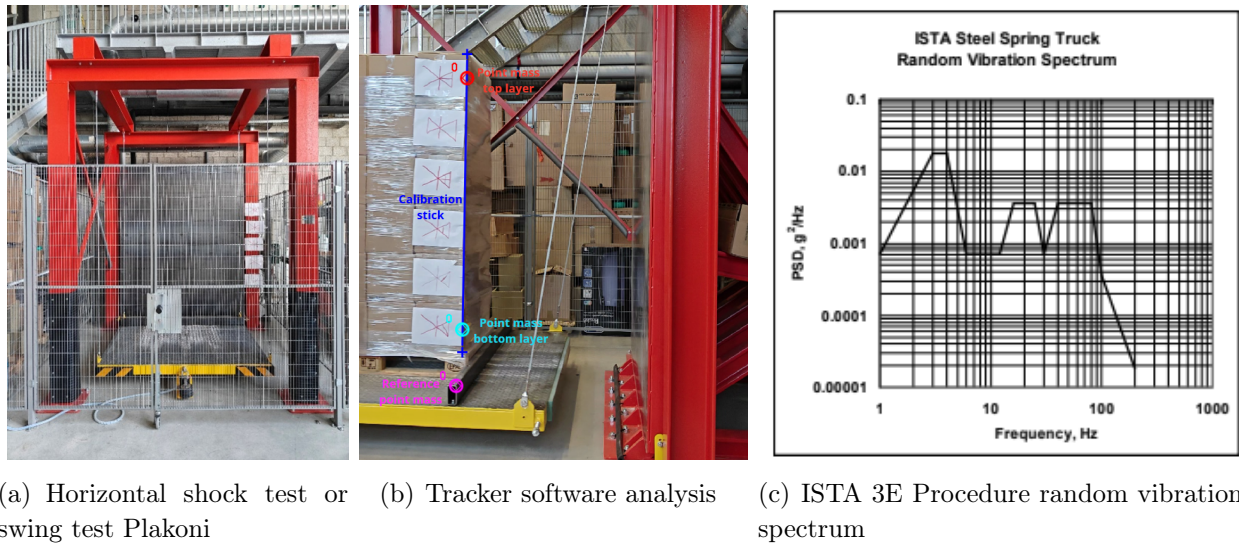 0
Point mass
top layer
Calibration
stick
0
Point mass
bottom layer
0
Reference
point mass
ISTA Steel Spring Truck
Random Vibration Spectrum
PSD, g²/Hz
0.1
0.01
0.001
0.0001
0.00001
1 10 100 1000
Frequency, Hz
(a) Horizontal shock test or
swing test Plakoni
(b) Tracker software analysis
(c) ISTA 3E Procedure random vibration
spectrum